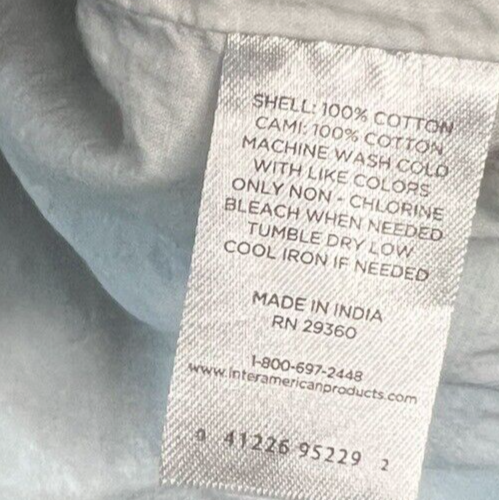 SHELL: 100% COTTON
CAMI: 100% COTTON
MACHINE WASH COLD
WITH LIKE COLORS
ONLY NON - CHLORINE
BLEACH WHEN NEEDED
TUMBLE DRY LOW
COOL IRON IF NEEDED
MADE IN INDIA
RN 29360
1-800-697-2448
www.interamericanproducts.com
0 41226 95229 2